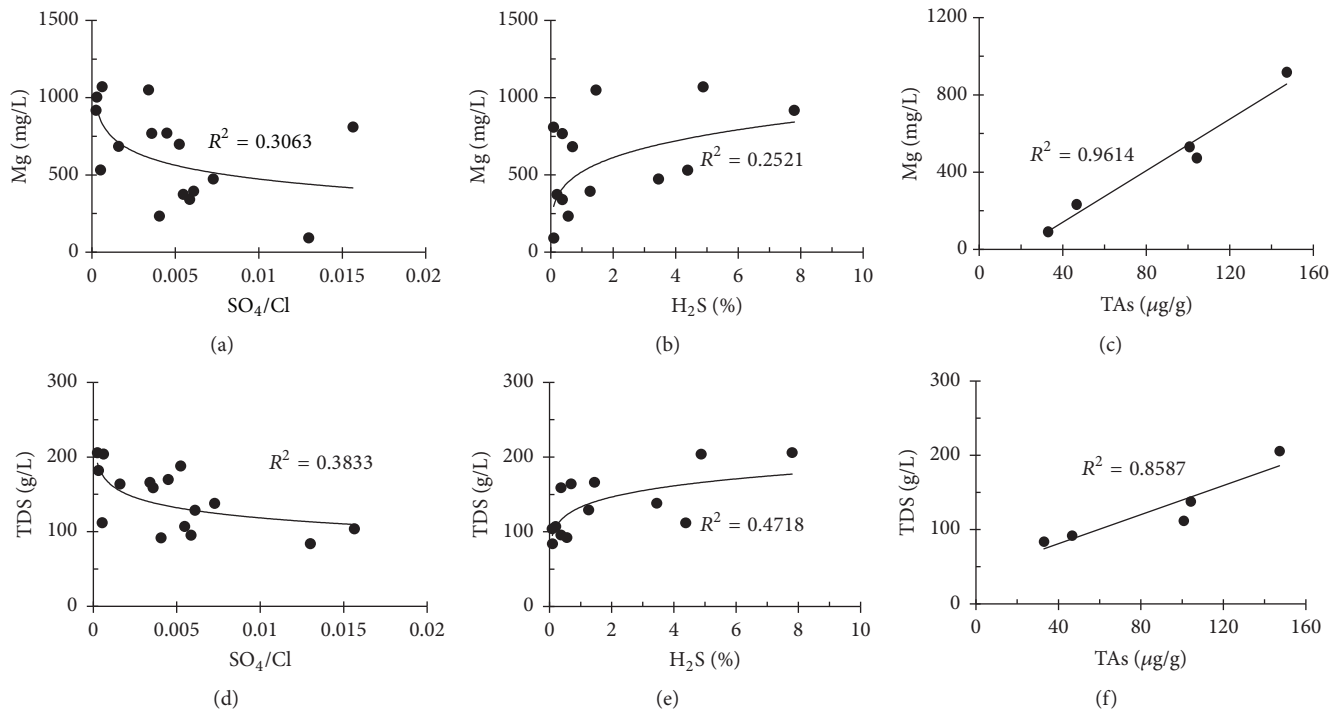 1500
1000
500
0
Mg (mg/L)
R² = 0.3063
0 0.005 0.01 0.015 0.02
SO₄/Cl
(a)
1500
1000
500
0
Mg (mg/L)
R² = 0.2521
0 2 4 6 8 10
H₂S (%)
(b)
1200
800
400
0
Mg (mg/L)
R² = 0.9614
0 40 80 120 160
TAs (μg/g)
(c)
300
200
100
0
TDS (g/L)
R² = 0.3833
0 0.005 0.01 0.015 0.02
SO₄/Cl
(d)
300
200
100
0
TDS (g/L)
R² = 0.4718
0 2 4 6 8 10
H₂S (%)
(e)
300
200
100
0
TDS (g/L)
R² = 0.8587
0 40 80 120 160
TAs (μg/g)
(f)